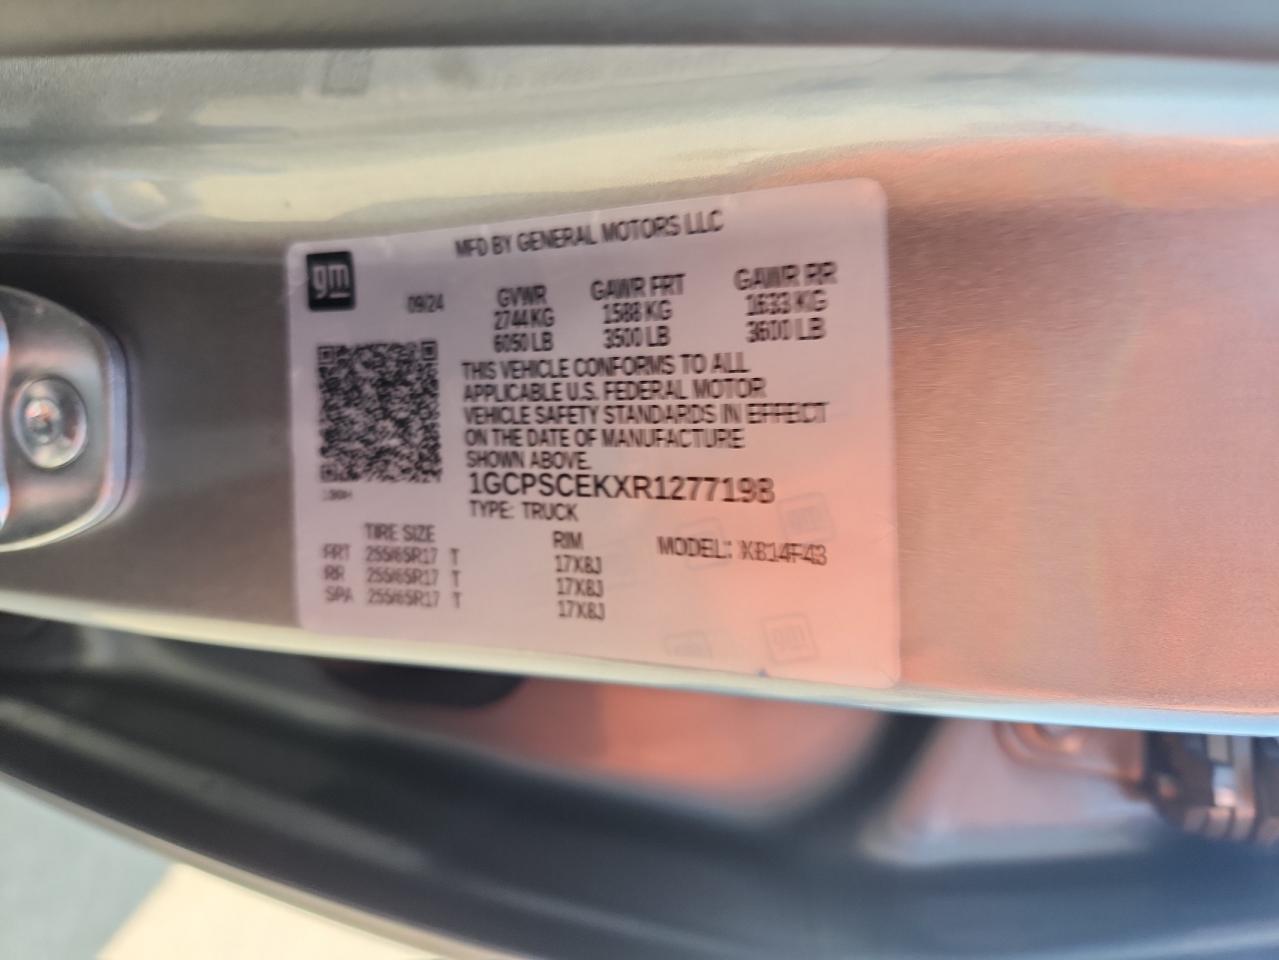 gm
MFD BY GENERAL MOTORS LLC
09/24
GVWR GAWR FRT GAWR RR
2744 KG 1588 KG 1633 KG
6050 LB 3500 LB 3600 LB
THIS VEHICLE CONFORMS TO ALL
APPLICABLE U.S. FEDERAL MOTOR
VEHICLE SAFETY STANDARDS IN EFFECT
ON THE DATE OF MANUFACTURE
SHOWN ABOVE.
1GCPSCEKXR1277198
TYPE: TRUCK
TIRE SIZE RIM MODEL: 14F43
FRT 255/65R17 T 17X8J
RR 255/65R17 T 17X8J
SPA 255/65R17 T 17X8J